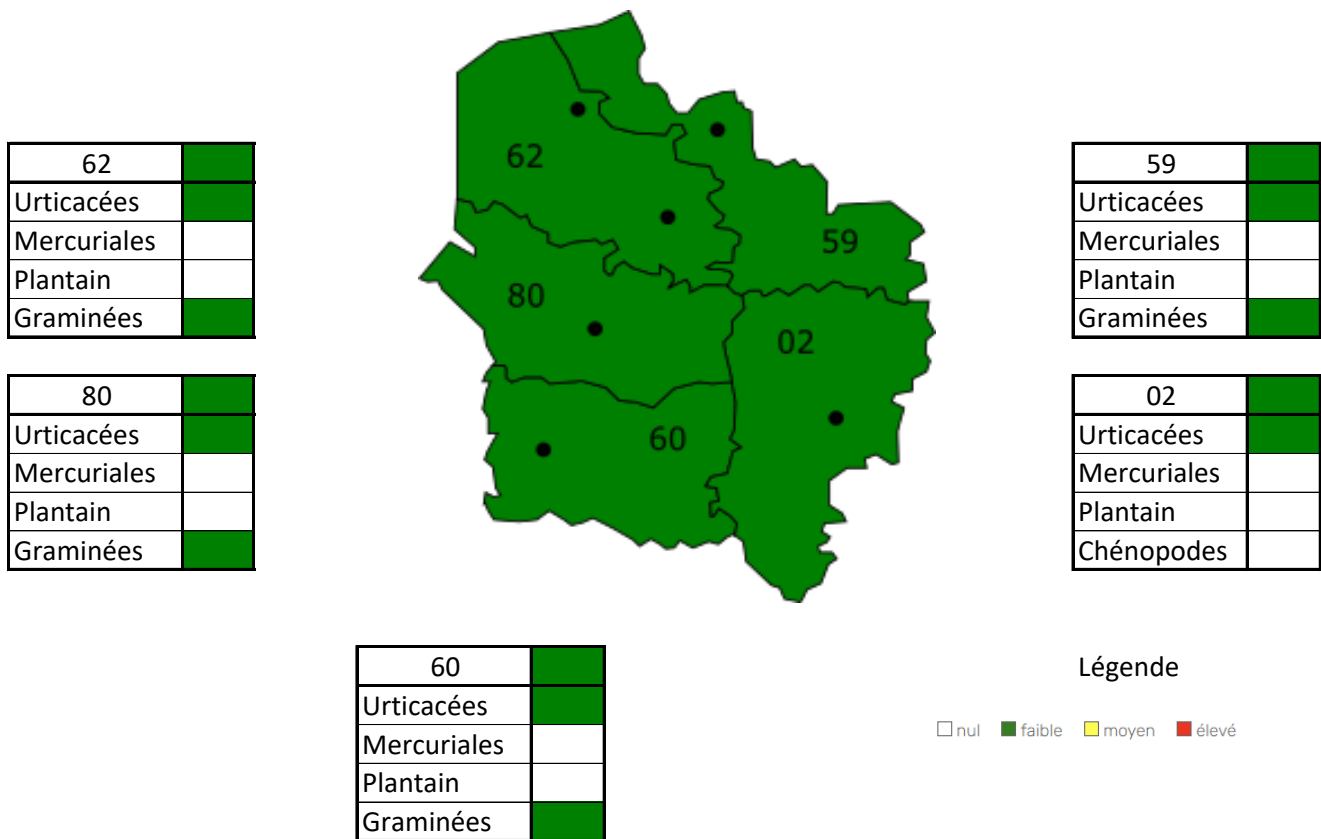 62
Urticacées
Mercuriales
Plantain
Graminées
80
Urticacées
Mercuriales
Plantain
Graminées
62
59
80
02
60
59
Urticacées
Mercuriales
Plantain
Graminées
02
Urticacées
Mercuriales
Plantain
Chénopodes
60
Urticacées
Mercuriales
Plantain
Graminées
Légende
nul faible moyen élevé